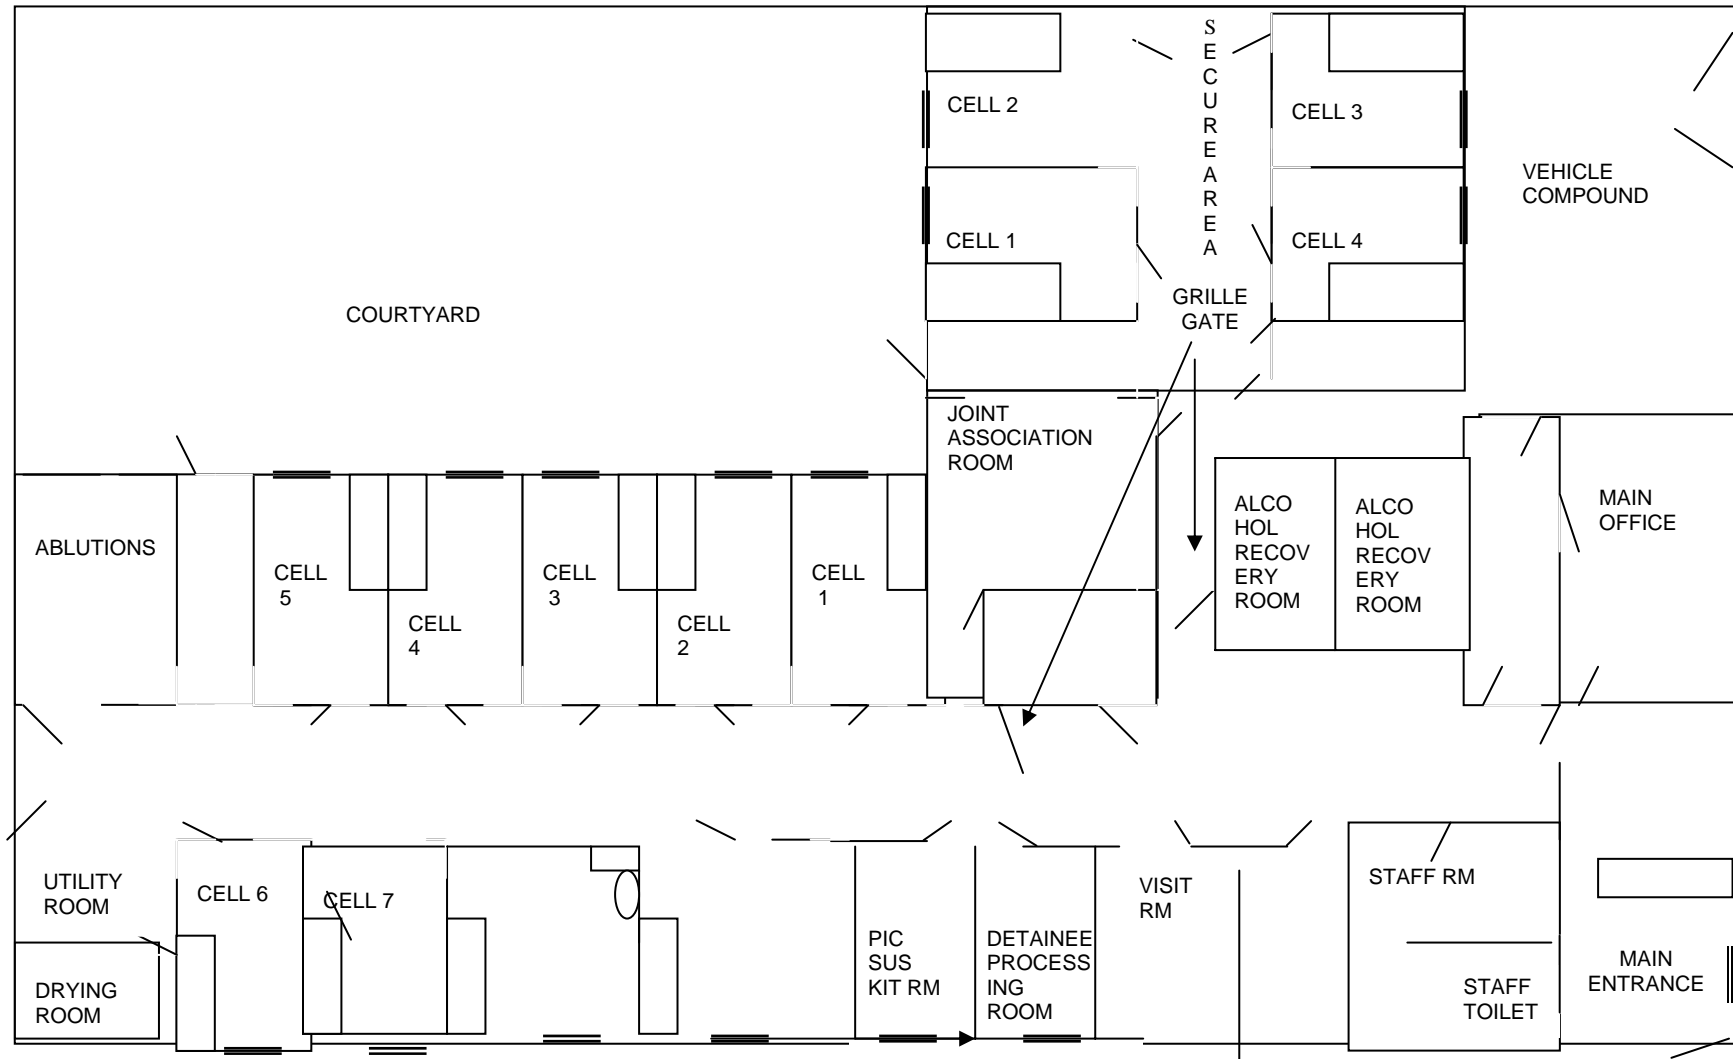 S
E
C
U
R
E
A
R
E
A
CELL 2
CELL 3
VEHICLE
COMPOUND
CELL 1
CELL 4
GRILLE
GATE
COURTYARD
JOINT
ASSOCIATION
ROOM
ALCO
HOL
RECOV
ERY
ROOM
ALCO
HOL
RECOV
ERY
ROOM
MAIN
OFFICE
ABLUTIONS
CELL
5
CELL
4
CELL
3
CELL
2
CELL
1
UTILITY
ROOM
CELL 6
CELL 7
VISIT
RM
STAFF RM
PIC
SUS
KIT RM
DETAINEE
PROCESS
ING
ROOM
DRYING
ROOM
STAFF
TOILET
MAIN
ENTRANCE